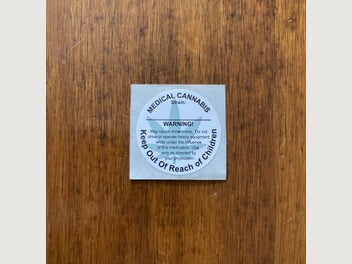 MEDICAL CANNABIS
Strain:
WARNING!
May cause drowsiness. Do not
drive or operate heavy equipment
while under the influence
of this medication. Use
only as directed by
your physician.
Keep Out Of Reach of Children